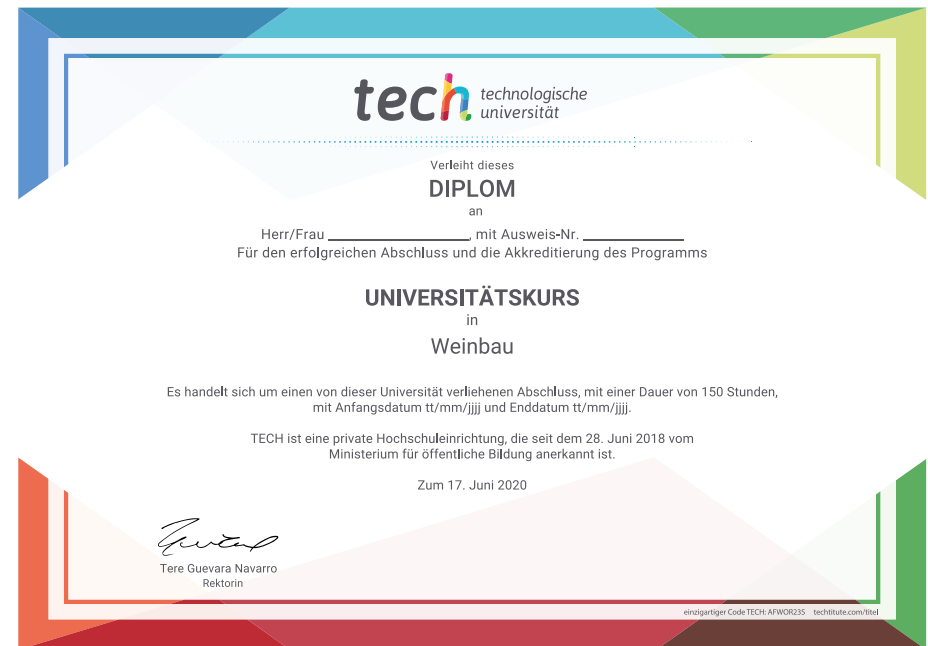 tech technologische
universität
Verleiht dieses
DIPLOM
an
Herr/Frau ____________, mit Ausweis-Nr. ____________
Für den erfolgreichen Abschluss und die Akkreditierung des Programms
UNIVERSITÄTSKURS
in
Weinbau
Es handelt sich um einen von dieser Universität verliehenen Abschluss, mit einer Dauer von 150 Stunden,
mit Anfangsdatum tt/mm/jjjj und Enddatum tt/mm/jjjj.
TECH ist eine private Hochschuleinrichtung, die seit dem 28. Juni 2018 vom
Ministerium für öffentliche Bildung anerkannt ist.
Zum 17. Juni 2020
Tere Guevara Navarro
Rektorin
einzigartiger Code TECH: AFWOR23S techtitute.com/titel